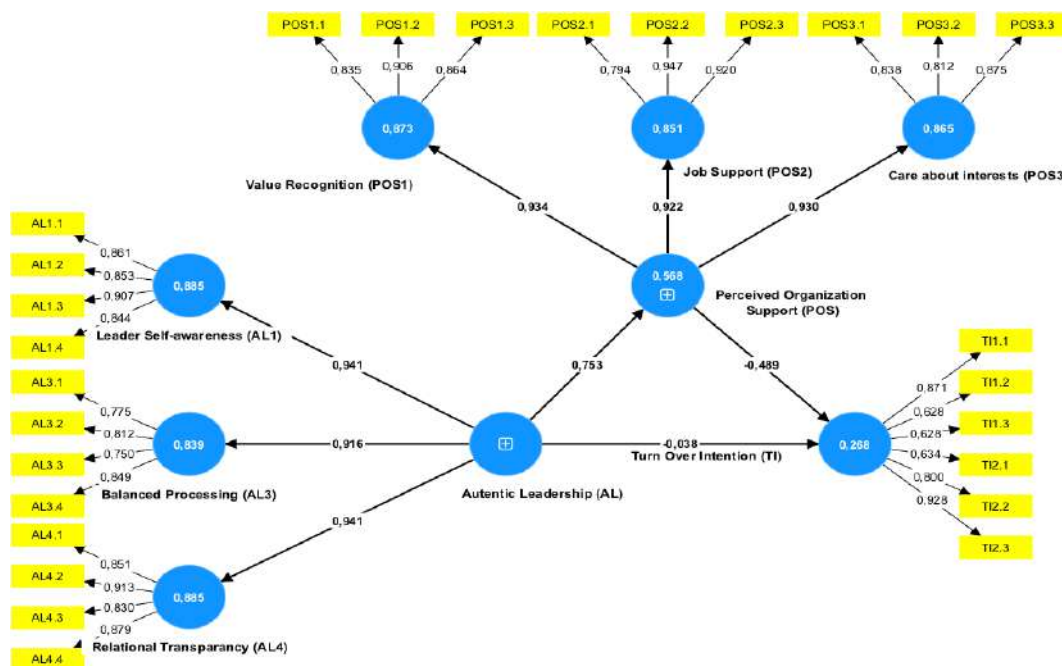 POS1.1
POS1.2
POS1.3
POS2.1
POS2.2
POS2.3
POS3.1
POS3.2
POS3.3
0,835
0,906
0,864
0,794
0,947
0,920
0,838
0,812
0,875
0,873
0,851
0,865
Value Recognition (POS1)
Job Support (POS2)
Care about interests (POS3
0,934
0,922
0,930
AL1.1
AL1.2
AL1.3
AL1.4
0,861
0,853
0,907
0,844
0,885
Leader Self-awareness (AL1)
0,568
Perceived Organization
Support (POS)
0,941
0,753
-0,489
AL3.1
AL3.2
AL3.3
AL3.4
0,775
0,812
0,750
0,849
0,839
Balanced Processing (AL3)
0,916
Autentic Leadership (AL)
-0,038
Turn Over Intention (TI)
0,268
0,871
0,628
0,628
0,634
0,800
0,928
TI1.1
TI1.2
TI1.3
TI2.1
TI2.2
TI2.3
0,941
AL4.1
AL4.2
AL4.3
AL4.4
0,851
0,913
0,830
0,879
0,885
Relational Transparancy (AL4)